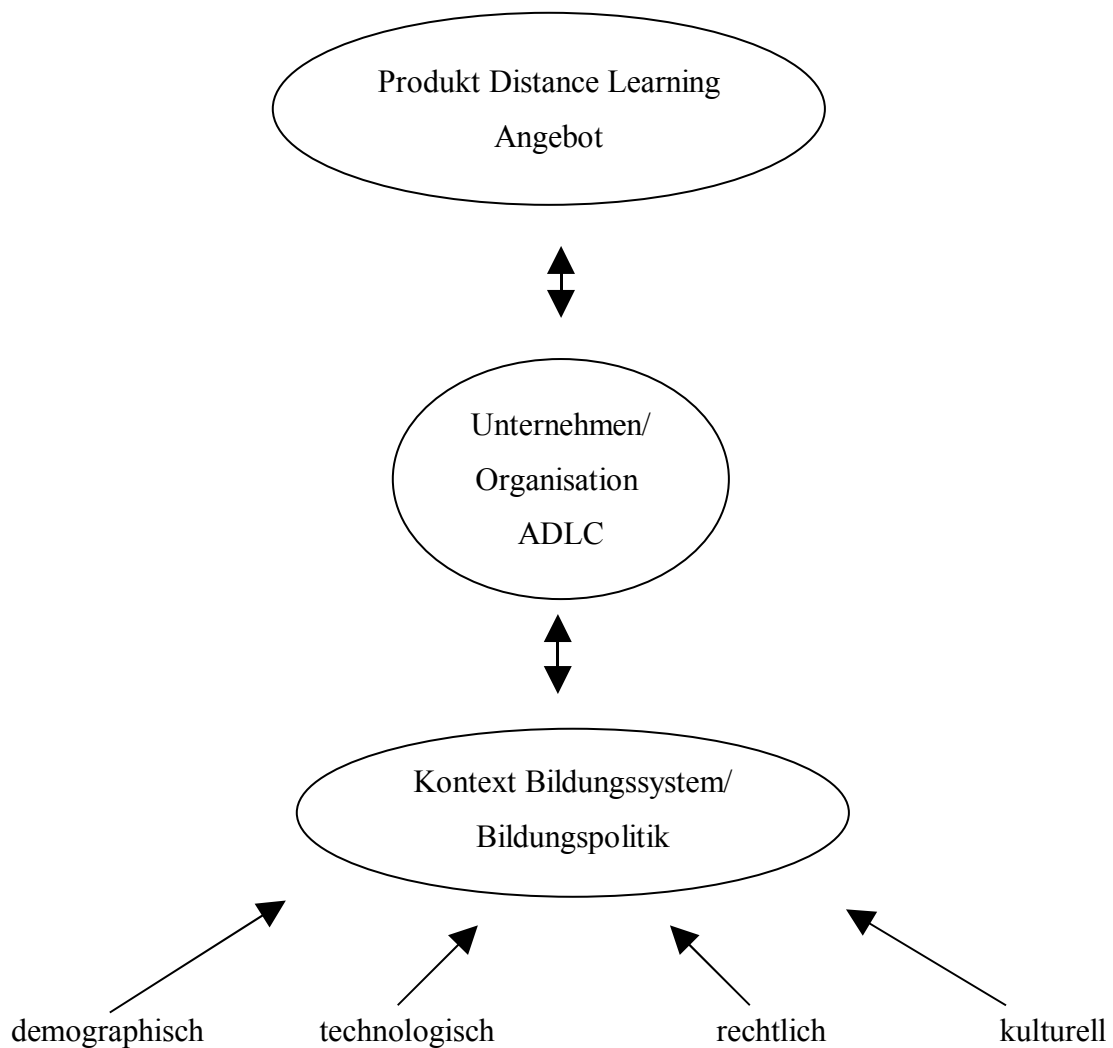 Produkt Distance Learning
Angebot
Unternehmen/
Organisation
ADLC
Kontext Bildungssystem/
Bildungspolitik
demographisch technologisch rechtlich kulturell